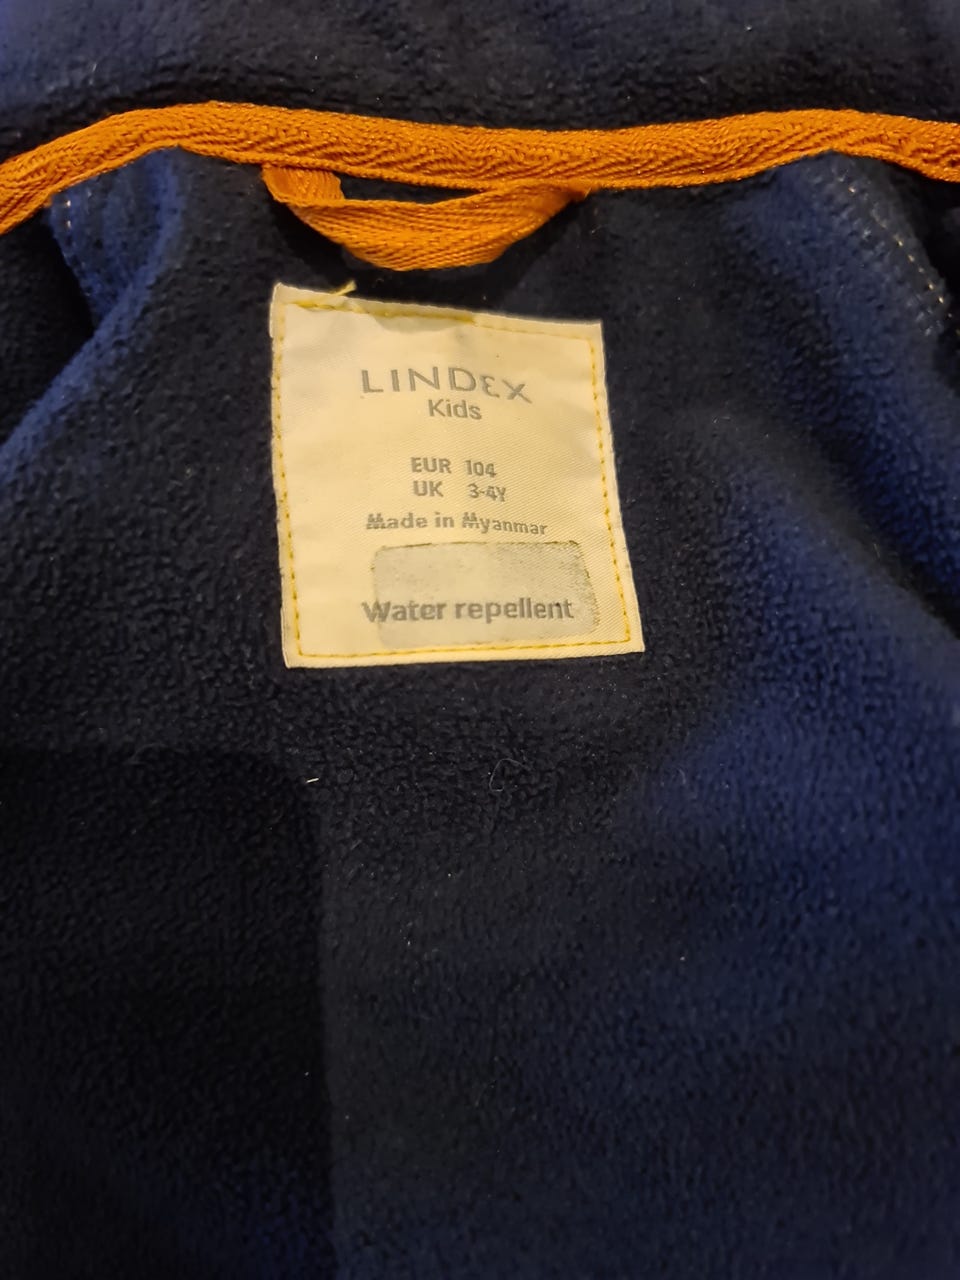 LINDEX
Kids
EUR 104
UK 3-4Y
Made in Myanmar
Water repellent